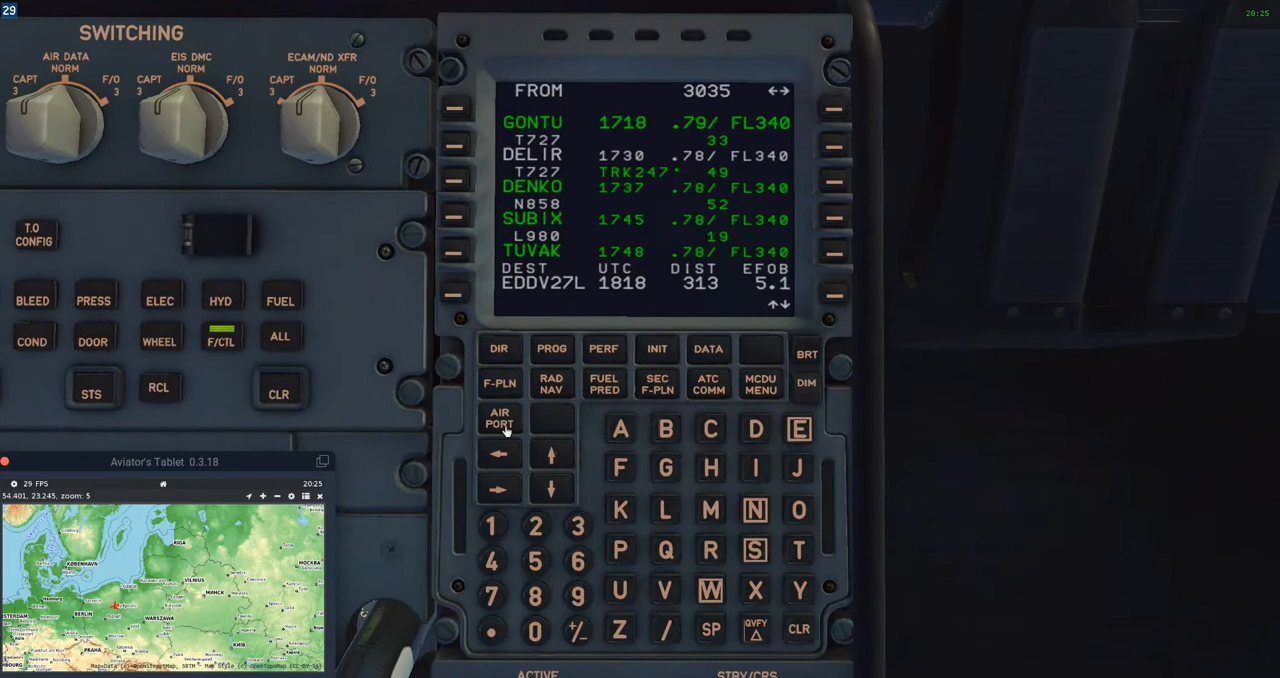 29
20:25
SWITCHING
AIR DATA
NORM
CAPT
3
F/O
3
EIS DMC
NORM
CAPT
3
F/O
3
ECAM/ND XFR
NORM
CAPT
3
F/O
3
T.O
CONFIG
BLEED PRESS ELEC HYD FUEL
COND DOOR WHEEL F/CTL ALL
STS RCL CLR
FROM 3035 ←→
GONTU 1718 .79/ FL340
T727 33
DELIR 1730 .78/ FL340
T727 TRK247° 49
DENKO 1737 .78/ FL340
N858 52
SUBIX 1745 .78/ FL340
L980 19
TUVAK 1748 .78/ FL340
DEST UTC DIST EFOB
EDDV27L 1818 313 5.1
↑↓
DIR PROG PERF INIT DATA BRT
F-PLN RAD
NAV FUEL
PRED SEC
F-PLN ATC
COMM MCDU
MENU DIM
AIR
PORT
← ↑
→ ↓
A B C D E
F G H I J
K L M N O
P Q R S T
U V W X Y
Z / SP OVFY
△ CLR
1 2 3
4 5 6
7 8 9
• 0 +/-
ACTIVE STBY/CRS
Aviator's Tablet 0.3.18
29 FPS 20:25
54.401, 23.245, zoom: 5
RIGA
KØBENHAVN
МОСКВА
VILNIUS
МИНСК
Hamburg
BERLIN
WARSZAWA
PRAHA
КИЇВ